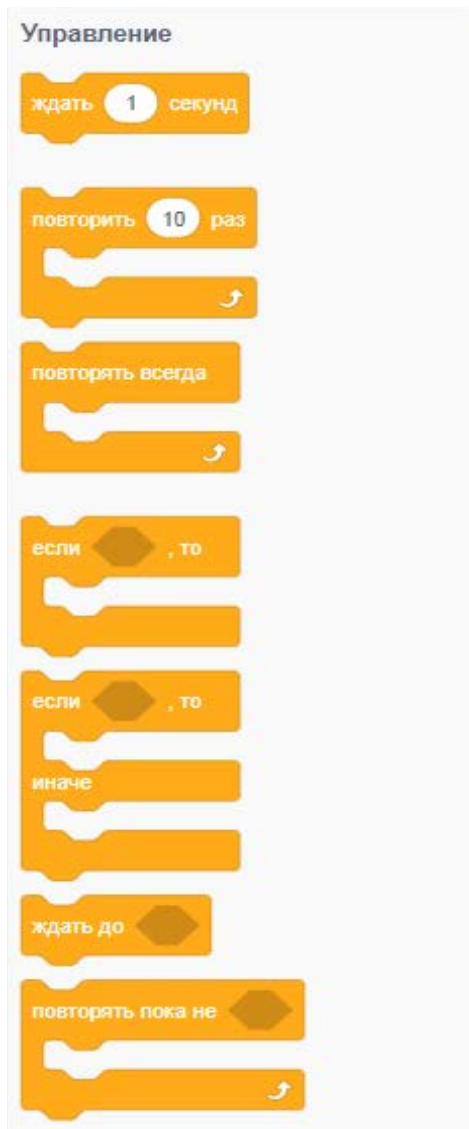 Управление
ждать 1 секунд
повторить 10 раз
повторять всегда
если , то
если , то
иначе
ждать до
повторять пока не